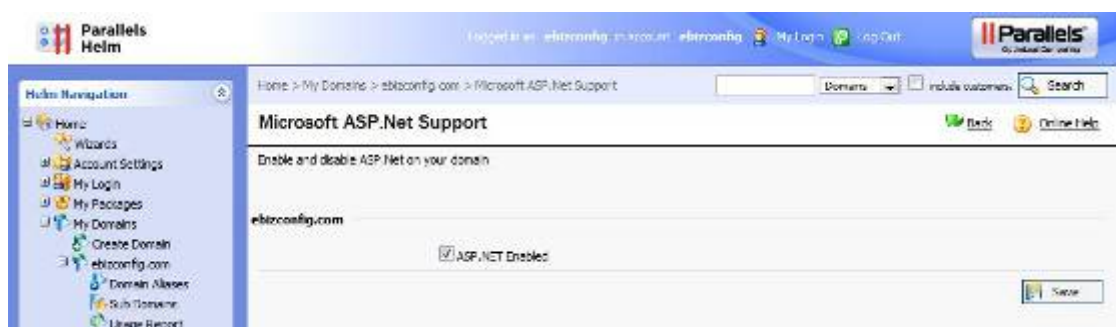 Parallels
Helm
Logged in as: ebizconfig in account: ebizconfig My Login Log Out
Parallels
Helm Navigation
Home > My Domains > ebizconfig.com > Microsoft ASP.Net Support
Domains include customers Search
Home
Wizards
Account Settings
My Login
My Packages
My Domains
Create Domain
ebizconfig.com
Domain Aliases
Sub Domains
Usage Report
Microsoft ASP.Net Support
Back Online Help
Enable and disable ASP.Net on your domain
ebizconfig.com
ASP.NET Enabled
Save